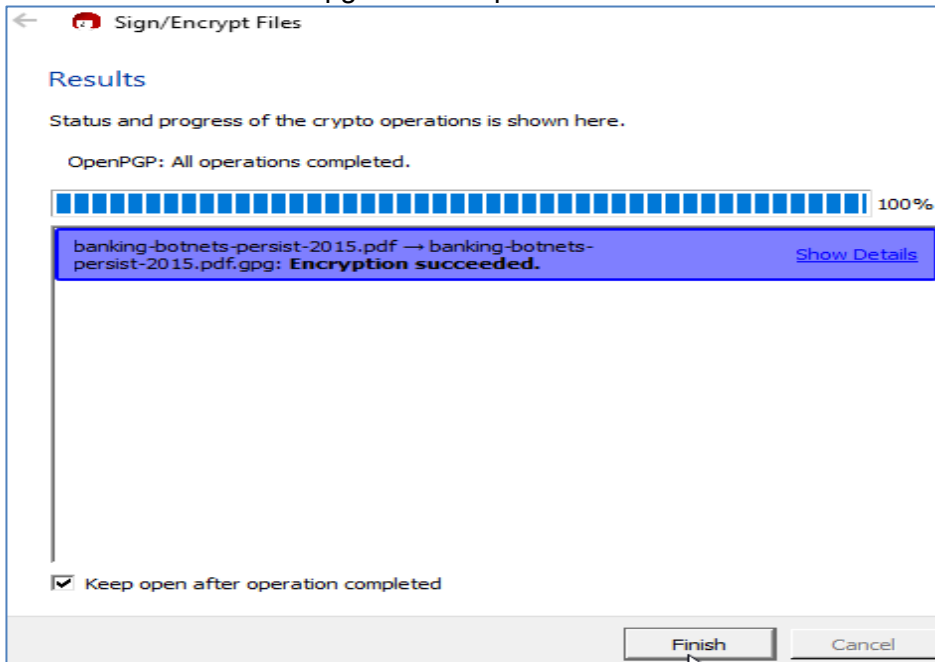 Sign/Encrypt Files
Results
Status and progress of the crypto operations is shown here.
OpenPGP: All operations completed.
100%
banking-botnets-persist-2015.pdf → banking-botnets-
persist-2015.pdf.gpg: Encryption succeeded.
Show Details
Keep open after operation completed
Finish
Cancel